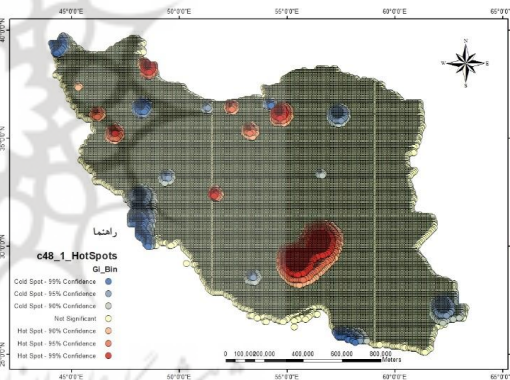 45°0'0"E 50°0'0"E 55°0'0"E 60°0'0"E 65°0'0"E
40°0'0"N
N
W E
S
35°0'0"N
30°0'0"N
راهنما
c48_1_HotSpots
Gi_Bin
Cold Spot - 99% Confidence
Cold Spot - 95% Confidence
Cold Spot - 90% Confidence
Not Significant
Hot Spot - 90% Confidence
Hot Spot - 95% Confidence
Hot Spot - 99% Confidence
25°0'0"N
0 100,000200,000 400,000 600,000 800,000
Meters
45°0'0"E 50°0'0"E 55°0'0"E 60°0'0"E 65°0'0"E